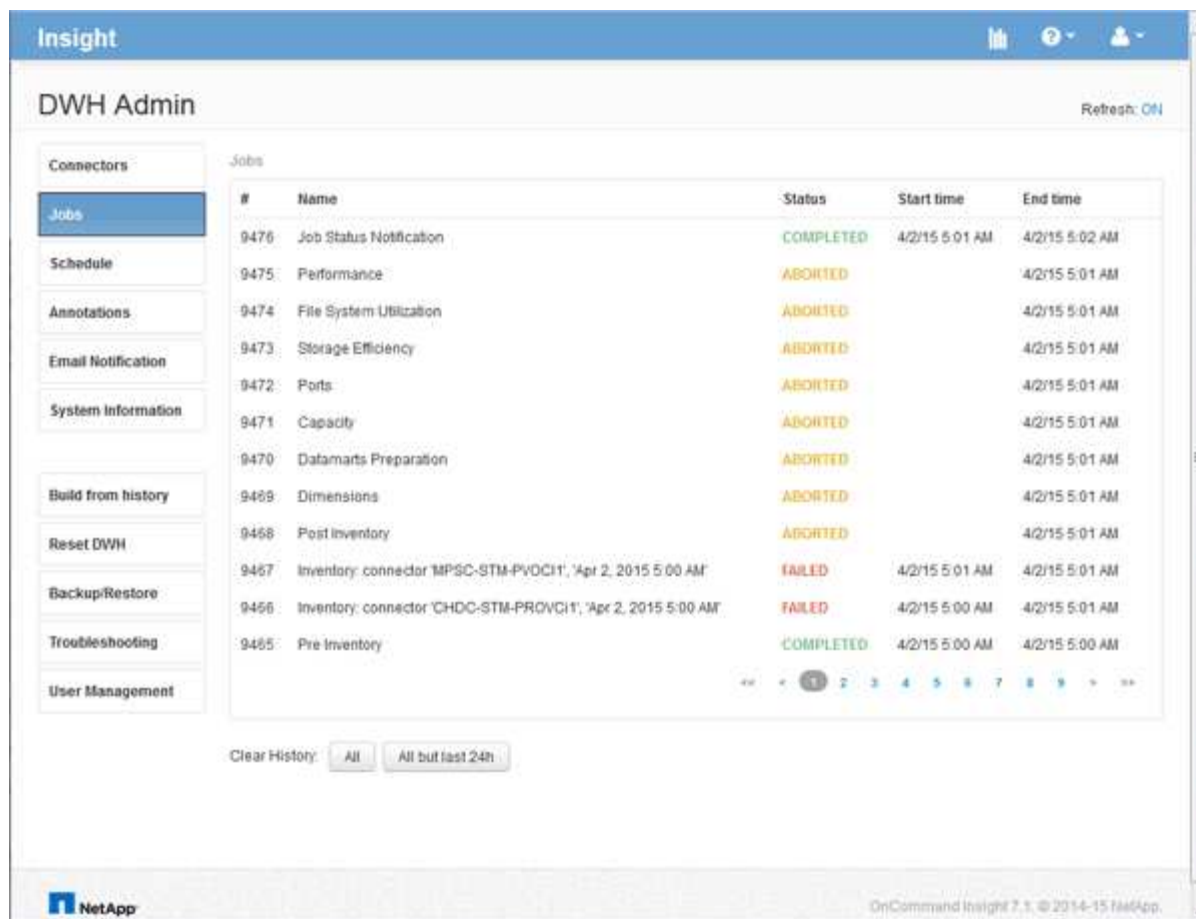 Insight
DWH Admin
Refresh: ON
Connectors
Jobs
Schedule
Annotations
Email Notification
System Information
Build from history
Reset DWH
Backup/Restore
Troubleshooting
User Management
Jobs
# Name Status Start time End time
9476 Job Status Notification COMPLETED 4/2/15 5:01 AM 4/2/15 5:02 AM
9475 Performance ABORTED 4/2/15 5:01 AM
9474 File System Utilization ABORTED 4/2/15 5:01 AM
9473 Storage Efficiency ABORTED 4/2/15 5:01 AM
9472 Ports ABORTED 4/2/15 5:01 AM
9471 Capacity ABORTED 4/2/15 5:01 AM
9470 Datamarts Preparation ABORTED 4/2/15 5:01 AM
9469 Dimensions ABORTED 4/2/15 5:01 AM
9468 Post Inventory ABORTED 4/2/15 5:01 AM
9467 Inventory: connector 'MPSC-STM-PVOCI1', 'Apr 2, 2015 5:00 AM' FAILED 4/2/15 5:01 AM 4/2/15 5:01 AM
9466 Inventory: connector 'CHDC-STM-PROVCI1', 'Apr 2, 2015 5:00 AM' FAILED 4/2/15 5:00 AM 4/2/15 5:01 AM
9465 Pre Inventory COMPLETED 4/2/15 5:00 AM 4/2/15 5:00 AM
<< < 1 2 3 4 5 6 7 8 9 > >>
Clear History: All All but last 24h
NetApp
OnCommand Insight 7.1, © 2014-15 NetApp.